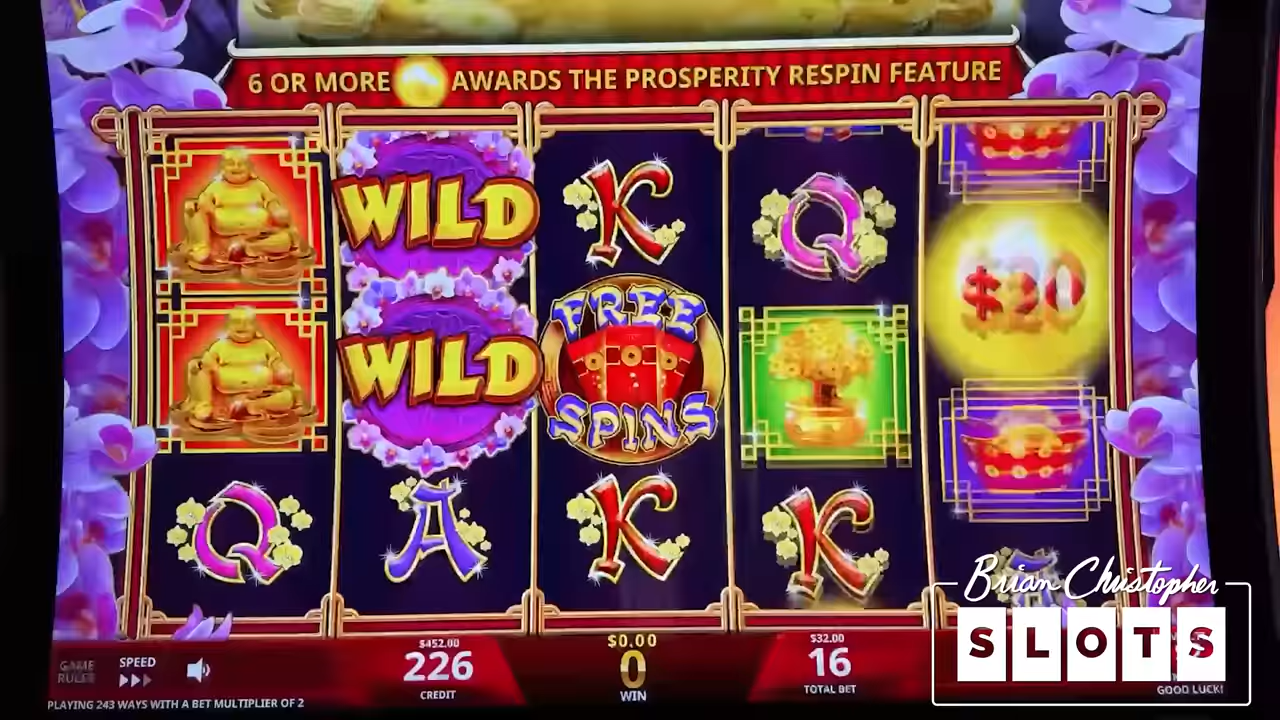 6 OR MORE AWARDS THE PROSPERITY RESPIN FEATURE
WILD
K
Q
$20
WILD
FREE
SPINS
Q
A
K
K
Brian Christopher
SLOTS
GAME
RULES
SPEED
$452.00
226
CREDIT
$0.00
0
WIN
$32.00
16
TOTAL BET
GOOD LUCK!
PLAYING 243 WAYS WITH A BET MULTIPLIER OF 2